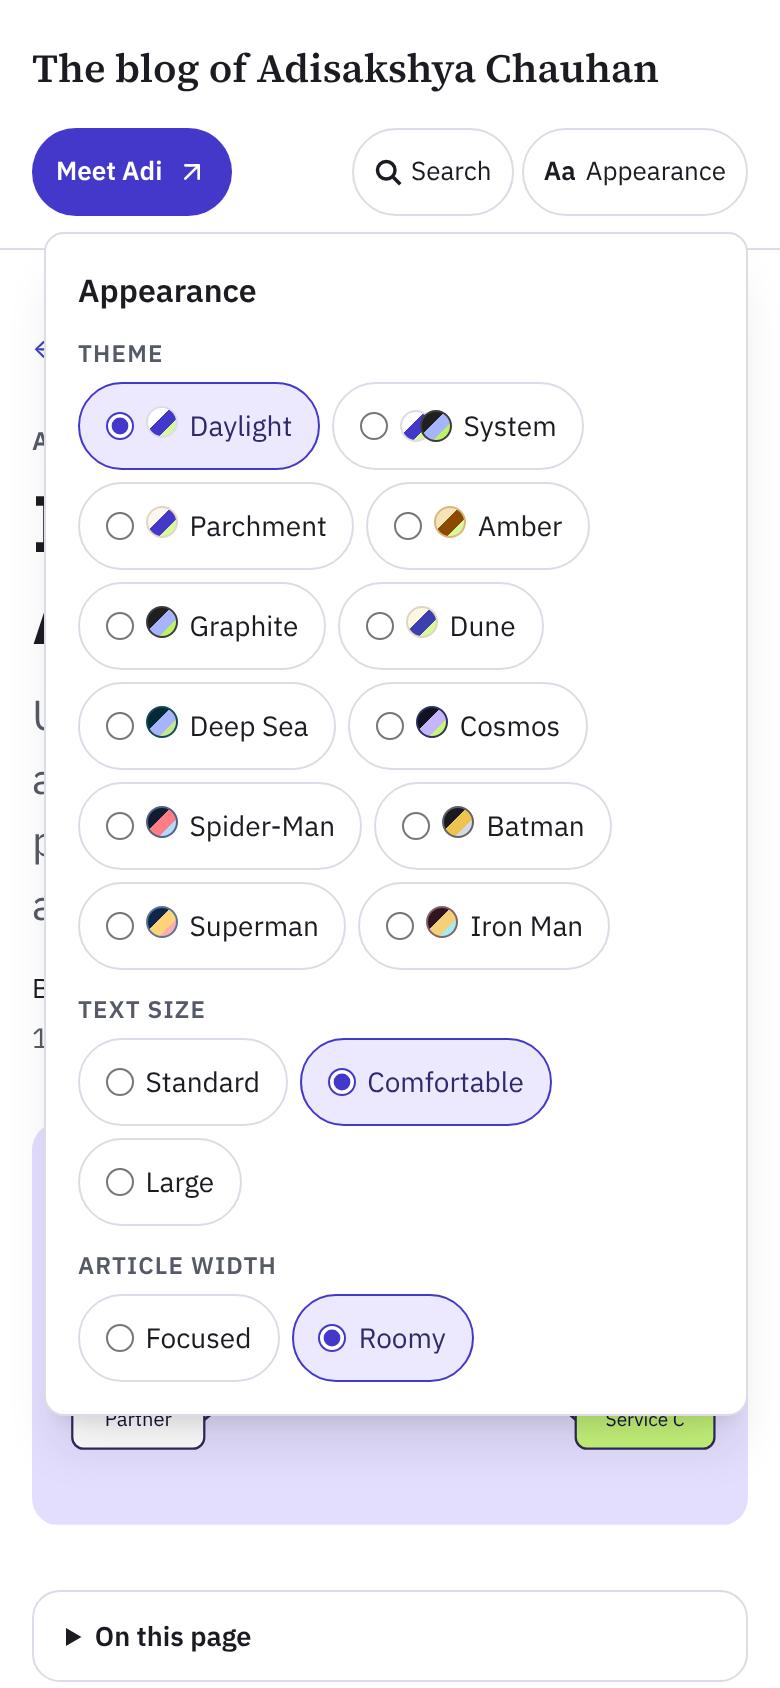 The blog of Adisakshya Chauhan
Meet Adi
Search
Aa Appearance
Appearance
THEME
Daylight
System
Parchment
Amber
Graphite
Dune
Deep Sea
Cosmos
Spider-Man
Batman
Superman
Iron Man
TEXT SIZE
Standard
Comfortable
Large
ARTICLE WIDTH
Focused
Roomy
Partner
Service C
On this page